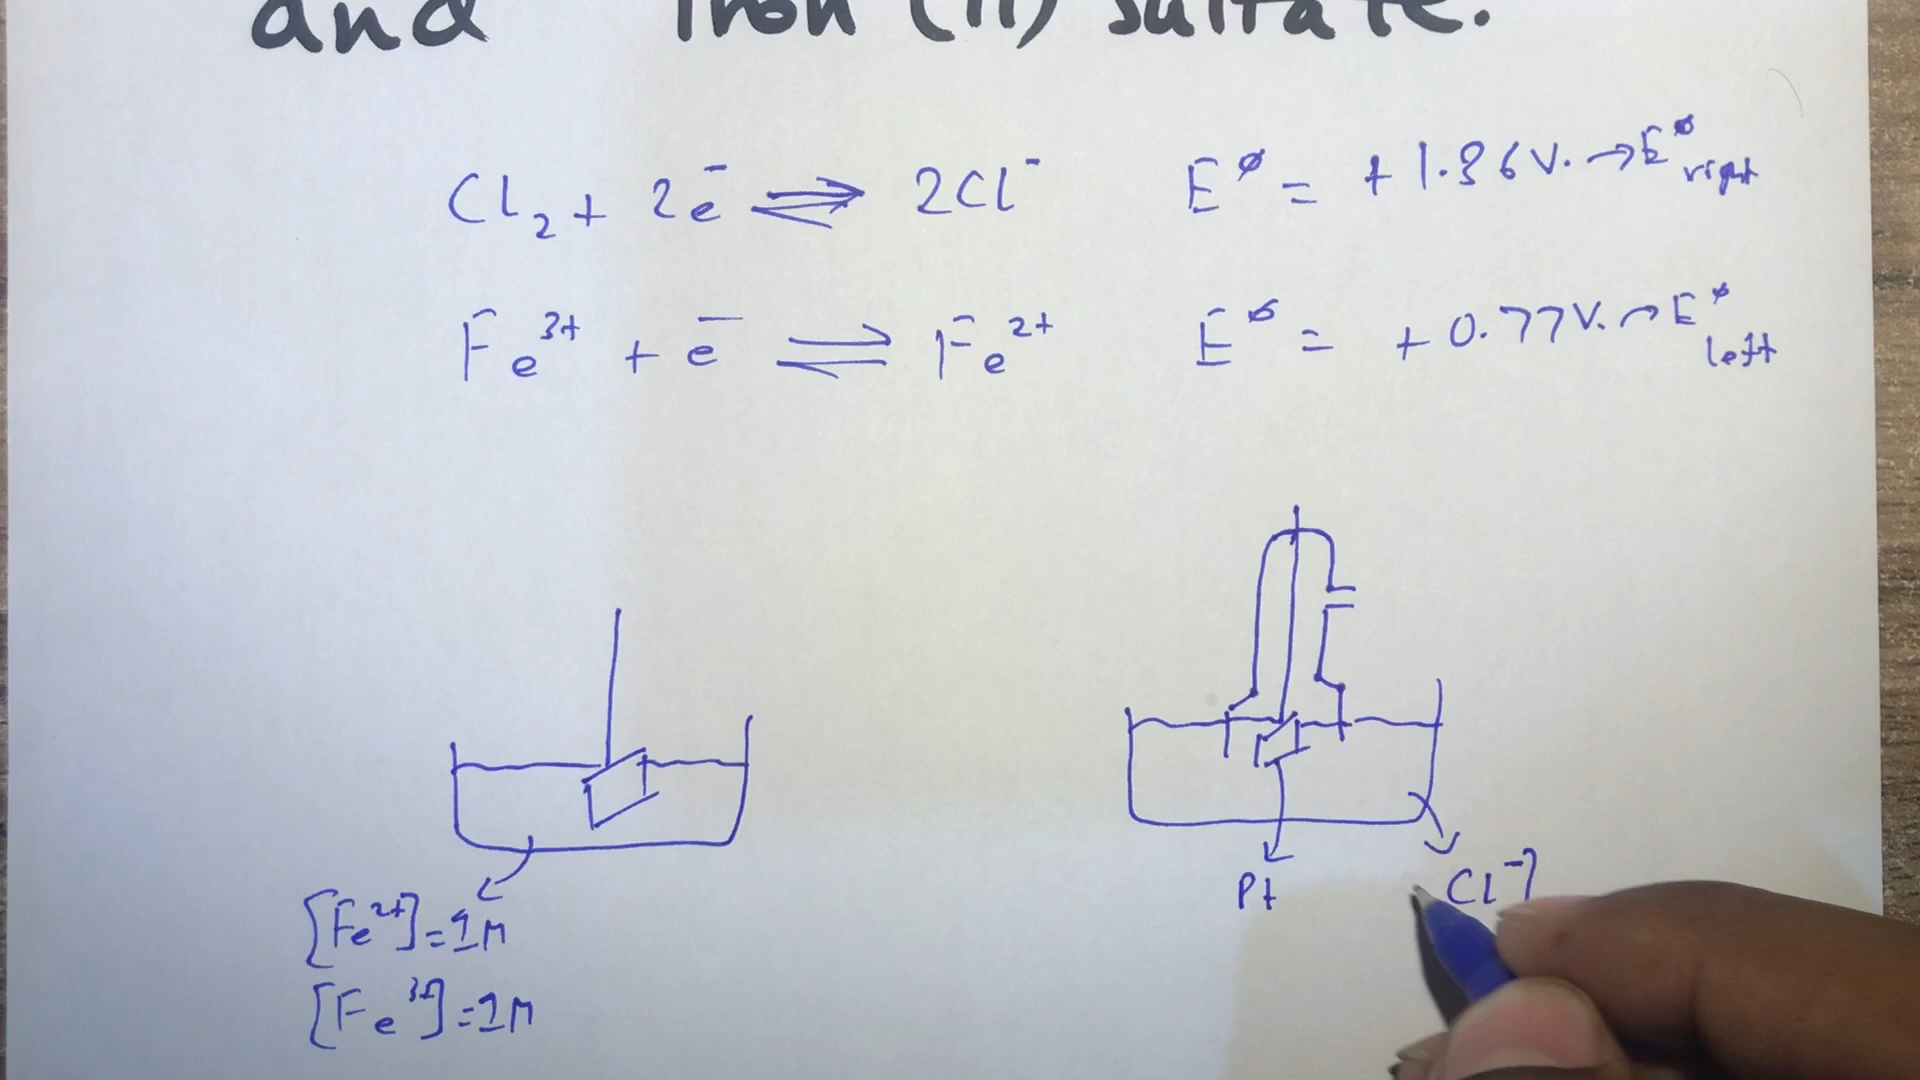 and Iron (II) sulfate.
Cl₂ + 2e⁻ ⇌ 2Cl⁻ E° = +1.36V. → E°right
Fe³⁺ + e⁻ ⇌ Fe²⁺ E° = +0.77V. → E°left
Pt
Cl⁻]
[Fe²⁺]=1M
[Fe³⁺]=1M